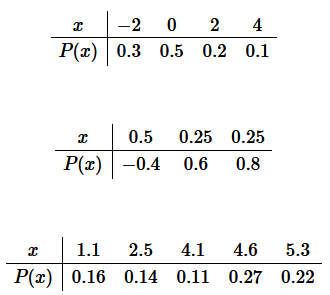 x −2 0 2 4
P(x) 0.3 0.5 0.2 0.1
x 0.5 0.25 0.25
P(x) −0.4 0.6 0.8
x 1.1 2.5 4.1 4.6 5.3
P(x) 0.16 0.14 0.11 0.27 0.22